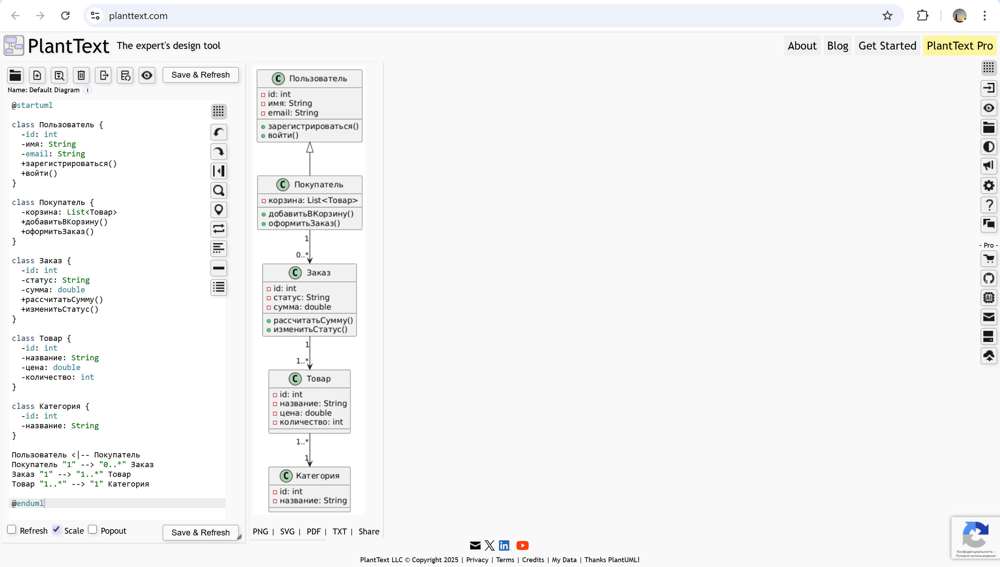 planttext.com
PlantText The expert's design tool
About Blog Get Started PlantText Pro
Save & Refresh
Name: Default Diagram i
@startuml
class Пользователь {
-id: int
-имя: String
-email: String
+зарегистрироваться()
+войти()
}
class Покупатель {
-корзина: List<Товар>
+добавитьВКорзину()
+оформитьЗаказ()
}
class Заказ {
-id: int
-статус: String
-сумма: double
+рассчитатьСумму()
+изменитьСтатус()
}
class Товар {
-id: int
-название: String
-цена: double
-количество: int
}
class Категория {
-id: int
-название: String
}
Пользователь <|-- Покупатель
Покупатель "1" --> "0..*" Заказ
Заказ "1" --> "1..*" Товар
Товар "1..*" --> "1" Категория
@enduml
Refresh Scale Popout Save & Refresh
C Пользователь
id: int
имя: String
email: String
зарегистрироваться()
войти()
C Покупатель
корзина: List<Товар>
добавитьВКорзину()
оформитьЗаказ()
1
0..*
C Заказ
id: int
статус: String
сумма: double
рассчитатьСумму()
изменитьСтатус()
1
1..*
C Товар
id: int
название: String
цена: double
количество: int
1..*
1
C Категория
id: int
название: String
PNG | SVG | PDF | TXT | Share
?
- Pro -
AI
in
PlantText LLC © Copyright 2025 | Privacy | Terms | Credits | My Data | Thanks PlantUML!
Конфиденциальность -
Условия использования